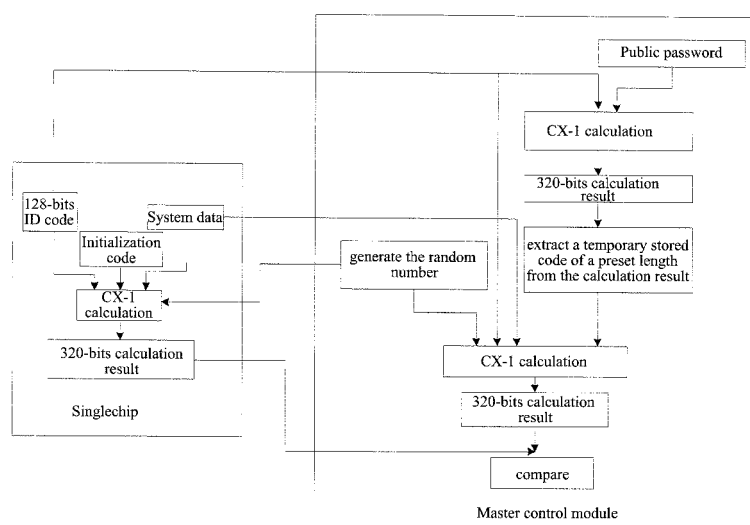 Public password
CX-1 calculation
320-bits calculation
result
extract a temporary stored
code of a preset length
from the calculation result
128-bits
ID code
System data
Initialization
code
CX-1
calculation
320-bits calculation
result
Singlechip
generate the random
number
CX-1 calculation
320-bits calculation
result
compare
Master control module